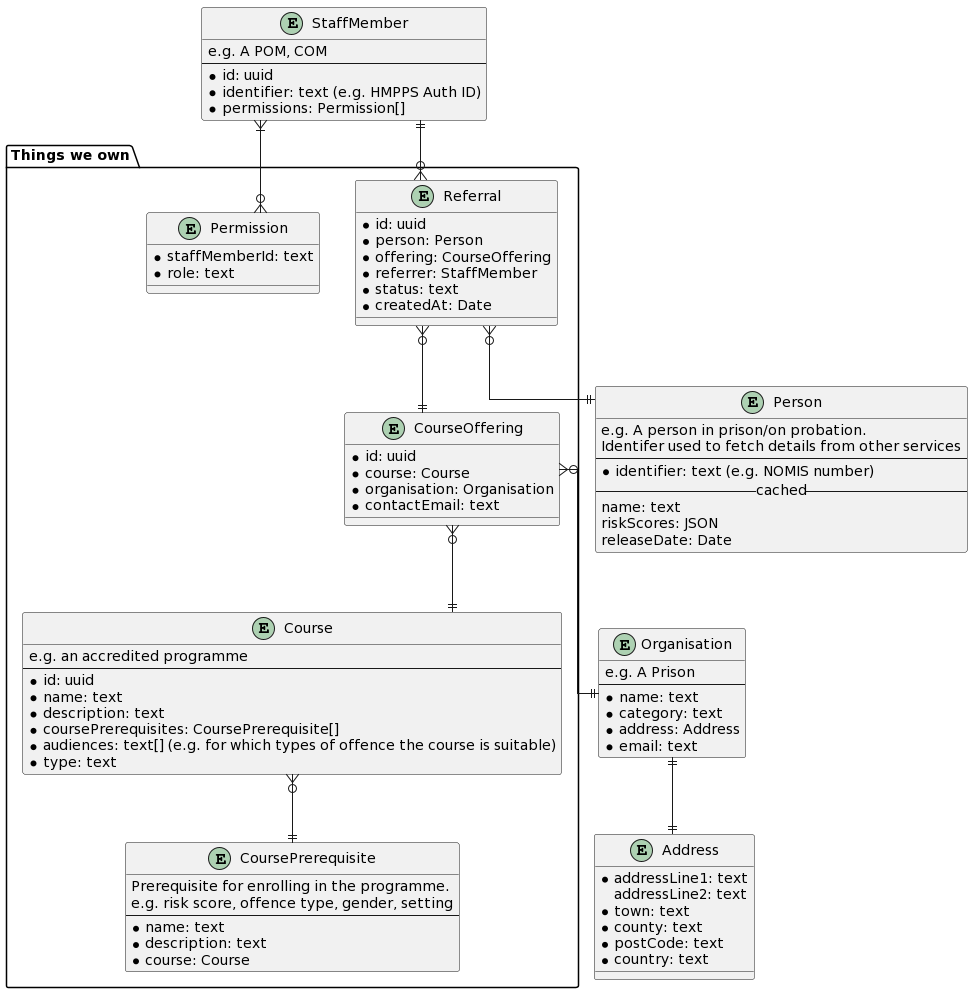 E StaffMember
e.g. A POM, COM
id: uuid
identifier: text (e.g. HMPPS Auth ID)
permissions: Permission[]
Things we own
E Permission
staffMemberId: text
role: text
E Referral
id: uuid
person: Person
offering: CourseOffering
referrer: StaffMember
status: text
createdAt: Date
E Person
e.g. A person in prison/on probation.
Identifer used to fetch details from other services
identifier: text (e.g. NOMIS number)
cached
name: text
riskScores: JSON
releaseDate: Date
E CourseOffering
id: uuid
course: Course
organisation: Organisation
contactEmail: text
E Course
e.g. an accredited programme
id: uuid
name: text
description: text
coursePrerequisites: CoursePrerequisite[]
audiences: text[] (e.g. for which types of offence the course is suitable)
type: text
E Organisation
e.g. A Prison
name: text
category: text
address: Address
email: text
E CoursePrerequisite
Prerequisite for enrolling in the programme.
e.g. risk score, offence type, gender, setting
name: text
description: text
course: Course
E Address
addressLine1: text
addressLine2: text
town: text
county: text
postCode: text
country: text